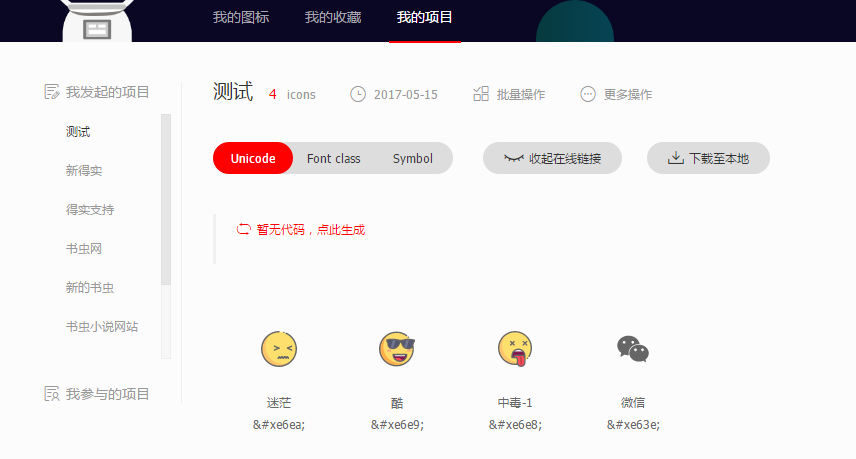 我的图标 我的收藏 我的项目
我发起的项目
测试
新得实
得实支持
书虫网
新的书虫
书虫小说网站
我参与的项目
测试 4 icons 2017-05-15 批量操作 更多操作
Unicode Font class Symbol 收起在线链接 下载至本地
暂无代码，点此生成
迷茫 酷 中毒-1 微信
&#xe6ea; &#xe6e9; &#xe6e8; &#xe63e;